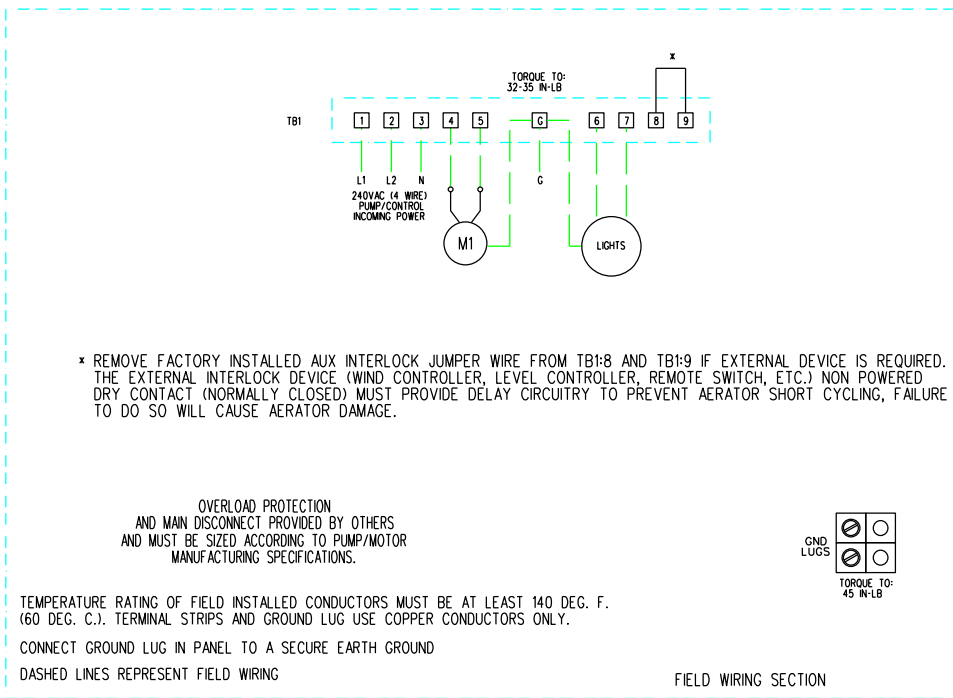 *
TORQUE TO:
32-35 IN-LB
TB1 1 2 3 4 5 G 6 7 8 9
L1 L2 N G
240VAC (4 WIRE)
PUMP/CONTROL
INCOMING POWER
M1 LIGHTS
* REMOVE FACTORY INSTALLED AUX INTERLOCK JUMPER WIRE FROM TB1:8 AND TB1:9 IF EXTERNAL DEVICE IS REQUIRED.
THE EXTERNAL INTERLOCK DEVICE (WIND CONTROLLER, LEVEL CONTROLLER, REMOTE SWITCH, ETC.) NON POWERED
DRY CONTACT (NORMALLY CLOSED) MUST PROVIDE DELAY CIRCUITRY TO PREVENT AERATOR SHORT CYCLING, FAILURE
TO DO SO WILL CAUSE AERATOR DAMAGE.
OVERLOAD PROTECTION
AND MAIN DISCONNECT PROVIDED BY OTHERS
AND MUST BE SIZED ACCORDING TO PUMP/MOTOR
MANUFACTURING SPECIFICATIONS.
GND
LUGS
TORQUE TO:
45 IN-LB
TEMPERATURE RATING OF FIELD INSTALLED CONDUCTORS MUST BE AT LEAST 140 DEG. F.
(60 DEG. C.). TERMINAL STRIPS AND GROUND LUG USE COPPER CONDUCTORS ONLY.
CONNECT GROUND LUG IN PANEL TO A SECURE EARTH GROUND
DASHED LINES REPRESENT FIELD WIRING
FIELD WIRING SECTION